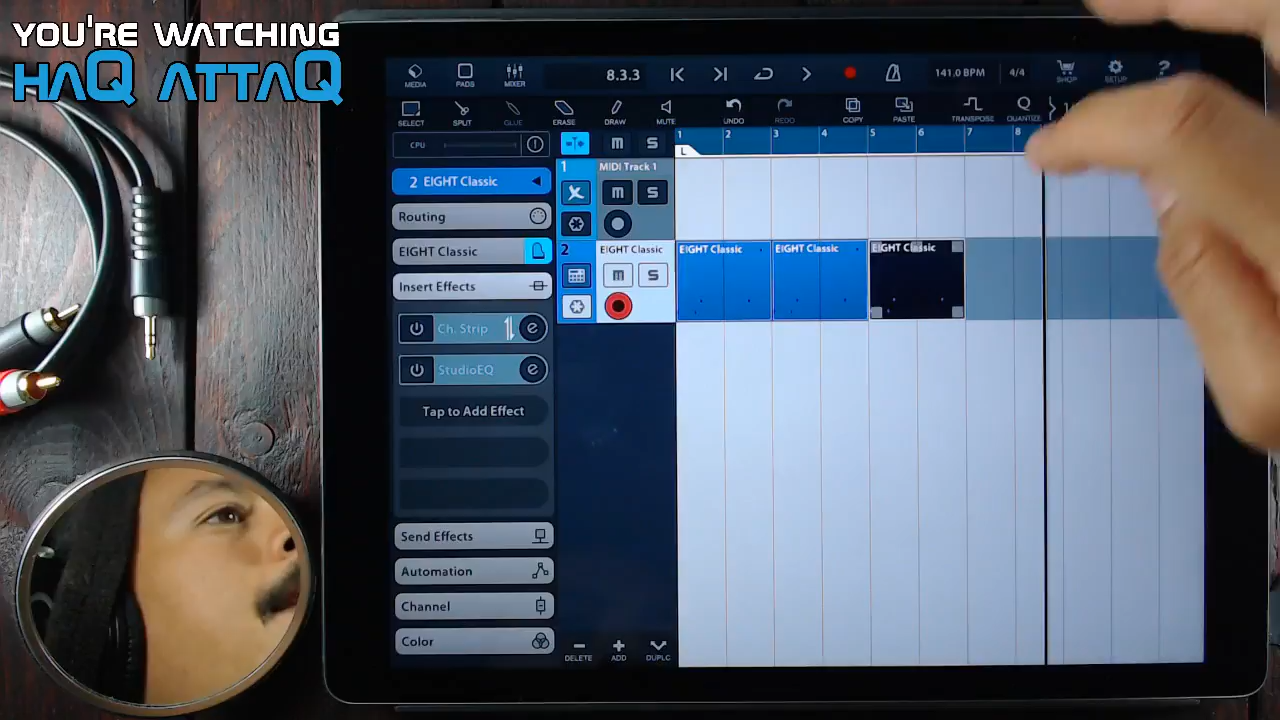 YOU'RE WATCHING
HAQ ATTAQ
MEDIA
PADS
MIXER
8.3.3
141.0 BPM
4/4
SHOP
SETUP
?
SELECT
SPLIT
GLUE
ERASE
DRAW
MUTE
UNDO
REDO
COPY
PASTE
TRANSPOSE
QUANTIZE
CPU
M
S
1
2
3
4
5
6
7
8
L
2 EIGHT Classic
Routing
EIGHT Classic
Insert Effects
Ch. Strip
e
StudioEQ
e
Tap to Add Effect
Send Effects
Automation
Channel
Color
1
MIDI Track 1
M
S
2
EIGHT Classic
M
S
EIGHT Classic
EIGHT Classic
EIGHT Classic
DELETE
ADD
DUPLC